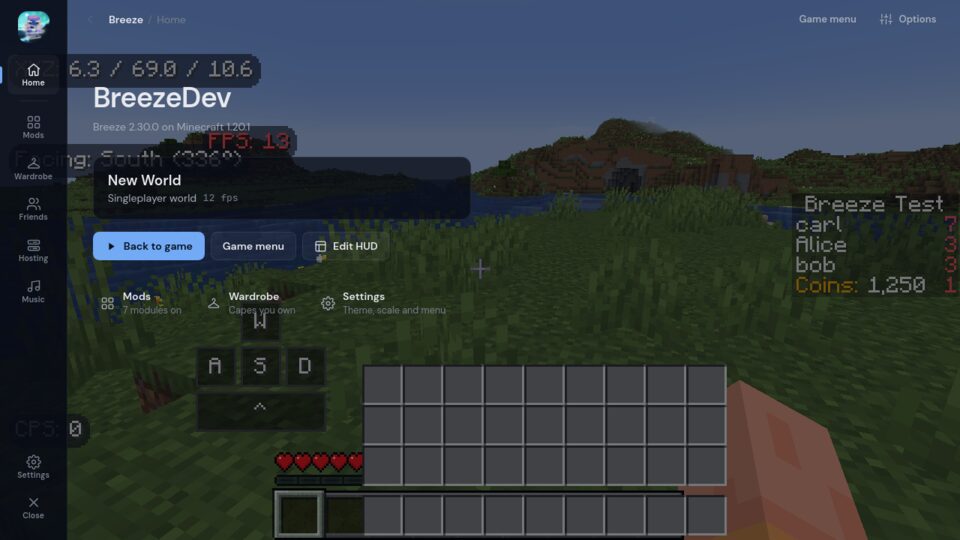 Breeze / Home
Game menu
Options
XYZ: 6.3 / 69.0 / 10.6
Home
BreezeDev
Breeze 2.30.0 on Minecraft 1.20.1
FPS: 13
Mods
Facing: South (336°)
Wardrobe
New World
Singleplayer world 12 fps
Friends
Breeze Test
carl 7
Alice 3
bob 3
Coins: 1,250 1
Back to game
Game menu
Edit HUD
Hosting
Music
Mods
7 modules on
Wardrobe
Capes you own
Settings
Theme, scale and menu
W
A
S
D
^
CPS: 0
Settings
Close